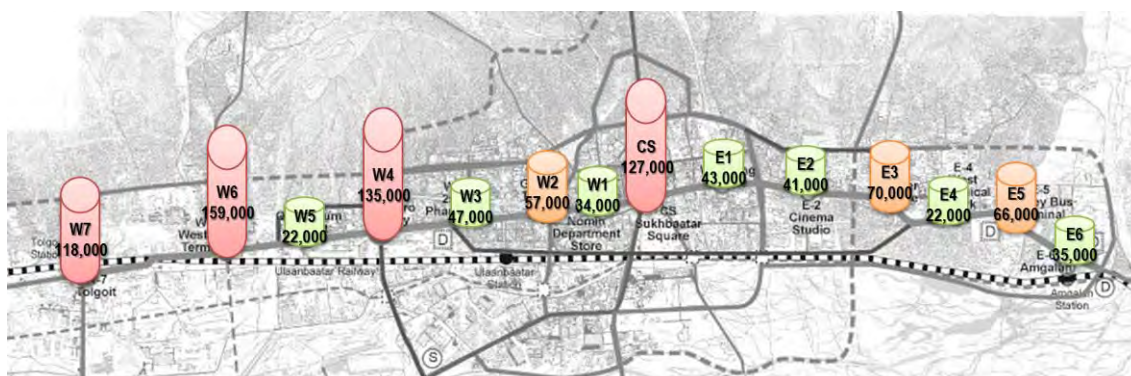 W7
118,000
W6
159,000
W5
22,000
W4
135,000
W3
47,000
W2
57,000
W1
34,000
CS
127,000
E1
43,000
E2
41,000
E3
70,000
E4
22,000
E5
66,000
E6
35,000
Nomin
Department
Store
CS
Sukhbaatar
Square
E-2
Cinema
Studio
E-4
Ulaanbaatar Railway
Ulaanbaatar
Station
Amgalan
Amgalan
Station
Tolgoit
D
D
D
S